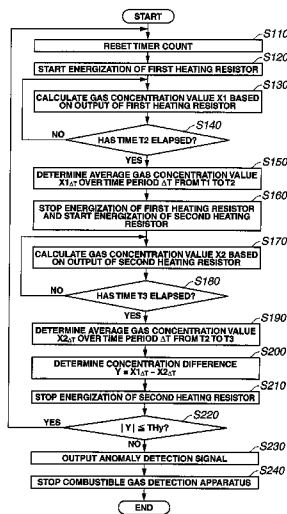 START
S110
RESET TIMER COUNT
S120
START ENERGIZATION OF FIRST HEATING RESISTOR
S130
CALCULATE GAS CONCENTRATION VALUE X1 BASED
ON OUTPUT OF FIRST HEATING RESISTOR
S140
NO
HAS TIME T2 ELAPSED?
YES
S150
DETERMINE AVERAGE GAS CONCENTRATION VALUE
X1ΔT OVER TIME PERIOD ΔT FROM T1 TO T2
S160
STOP ENERGIZATION OF FIRST HEATING RESISTOR
AND START ENERGIZATION OF SECOND HEATING
RESISTOR
S170
CALCULATE GAS CONCENTRATION VALUE X2 BASED
ON OUTPUT OF SECOND HEATING RESISTOR
S180
NO
HAS TIME T3 ELAPSED?
YES
S190
DETERMINE AVERAGE GAS CONCENTRATION VALUE
X2ΔT OVER TIME PERIOD ΔT FROM T2 TO T3
S200
DETERMINE CONCENTRATION DIFFERENCE
Y = X1ΔT - X2ΔT
S210
STOP ENERGIZATION OF SECOND HEATING RESISTOR
S220
YES
| Y | ≦ THy?
NO
S230
OUTPUT ANOMALY DETECTION SIGNAL
S240
STOP COMBUSTIBLE GAS DETECTION APPARATUS
END